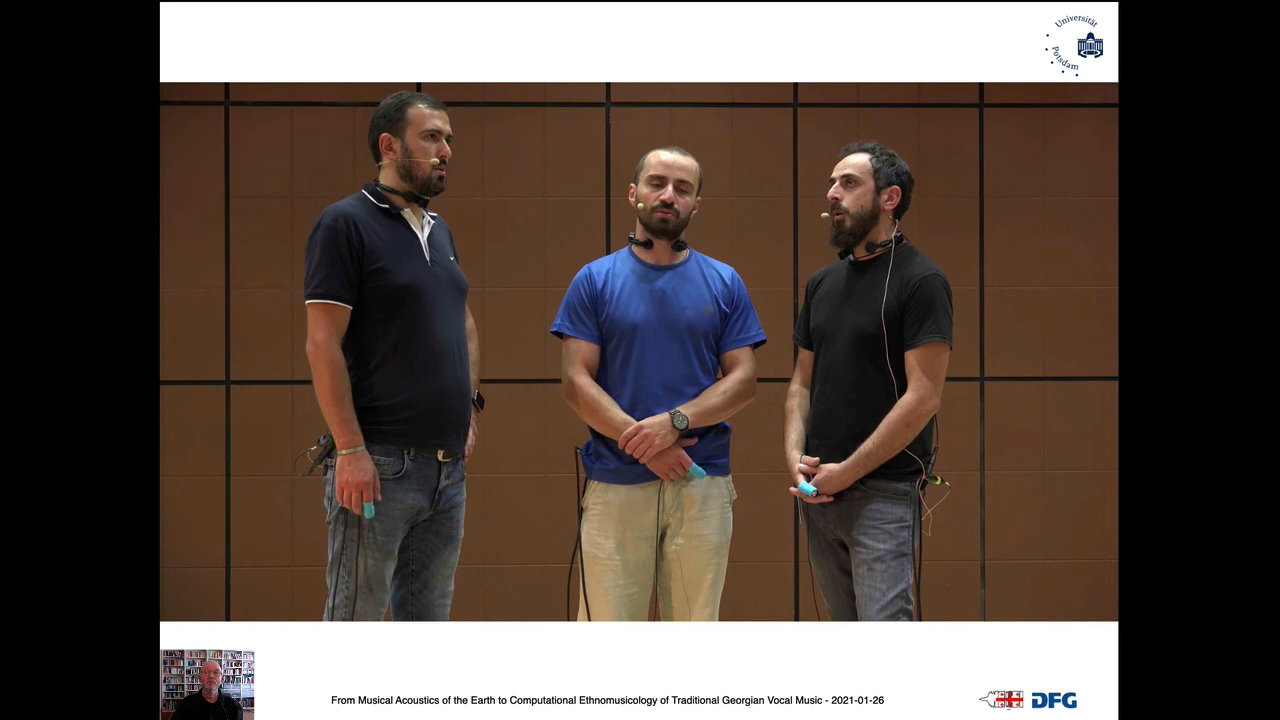 Universität
Potsdam
From Musical Acoustics of the Earth to Computational Ethnomusicology of Traditional Georgian Vocal Music - 2021-01-26
DFG